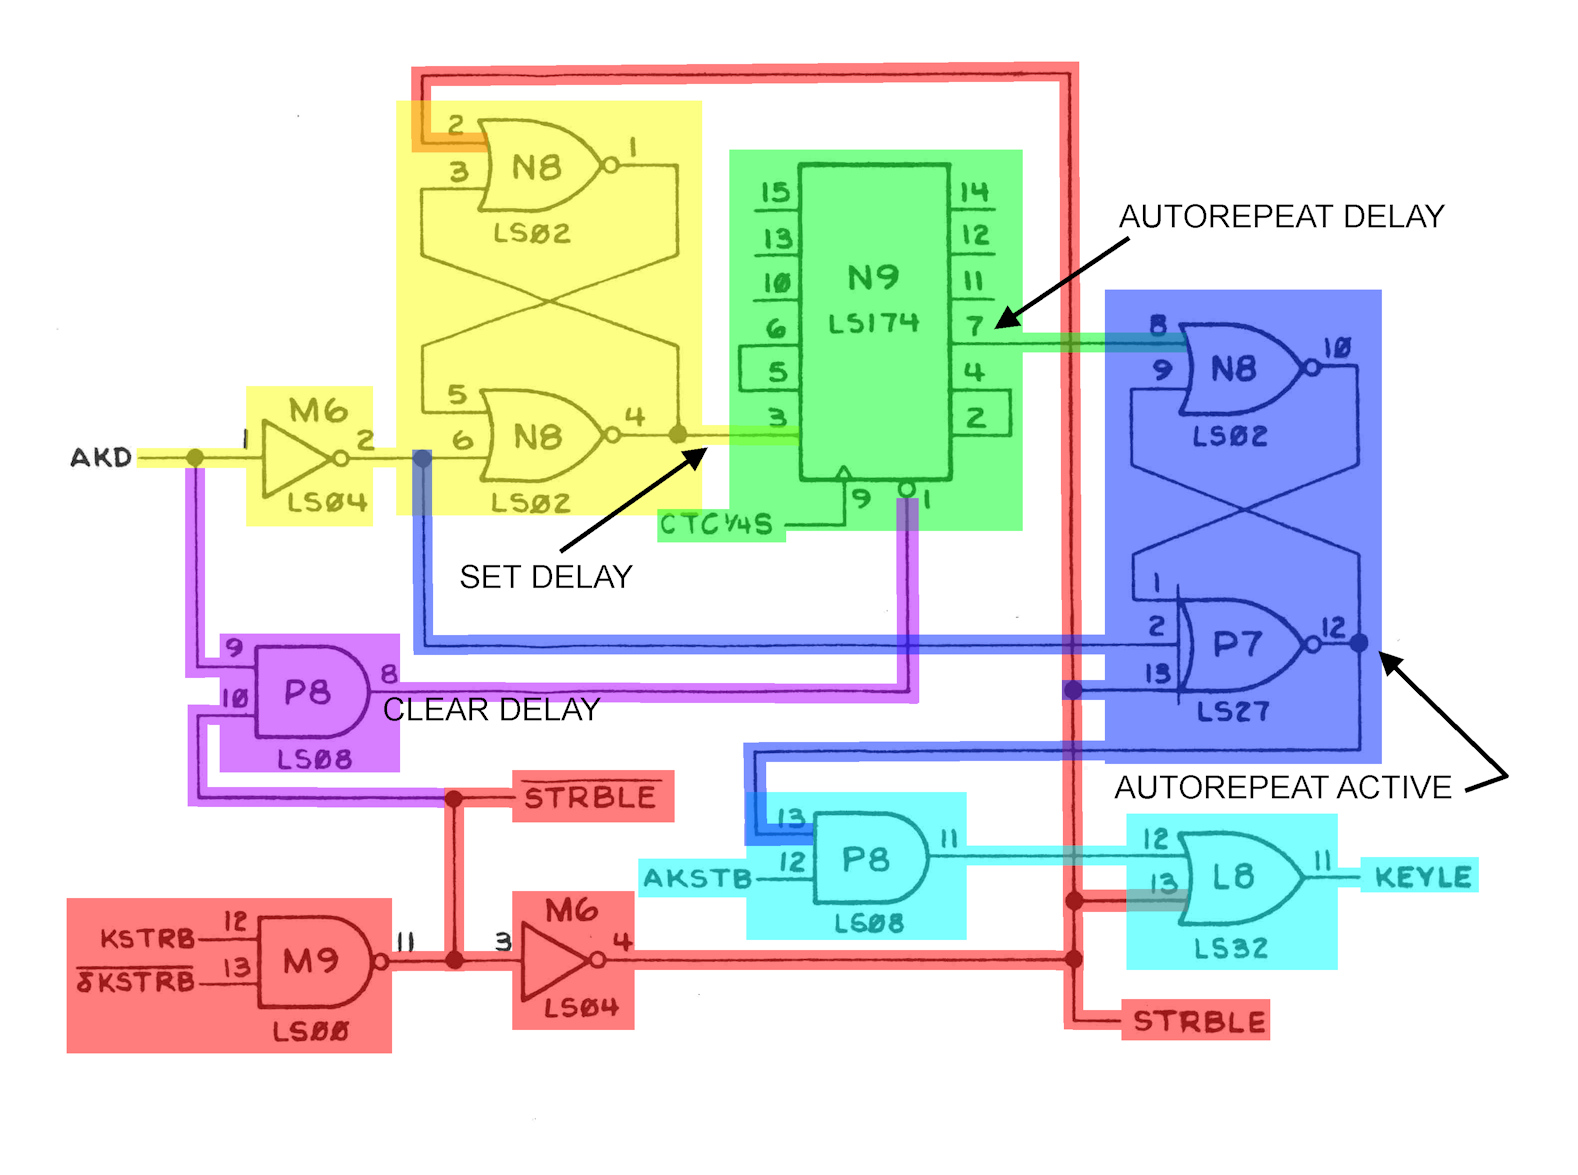 2
3
N8
1
LS02
15
13
10
6
5
3
N9
LS174
14
12
11
7
4
2
9
1
CTC¼S
AUTOREPEAT DELAY
8
9
N8
10
LS02
5
6
N8
4
LS02
AKD
1
M6
2
LS04
SET DELAY
1
2
13
P7
12
LS27
9
10
P8
8
LS08
CLEAR DELAY
AUTOREPEAT ACTIVE
STRBLE
13
12
AKSTB
P8
11
LS08
12
13
L8
11
LS32
KEYLE
KSTRB
12
δKSTRB
13
M9
11
LS00
3
M6
4
LS04
STRBLE